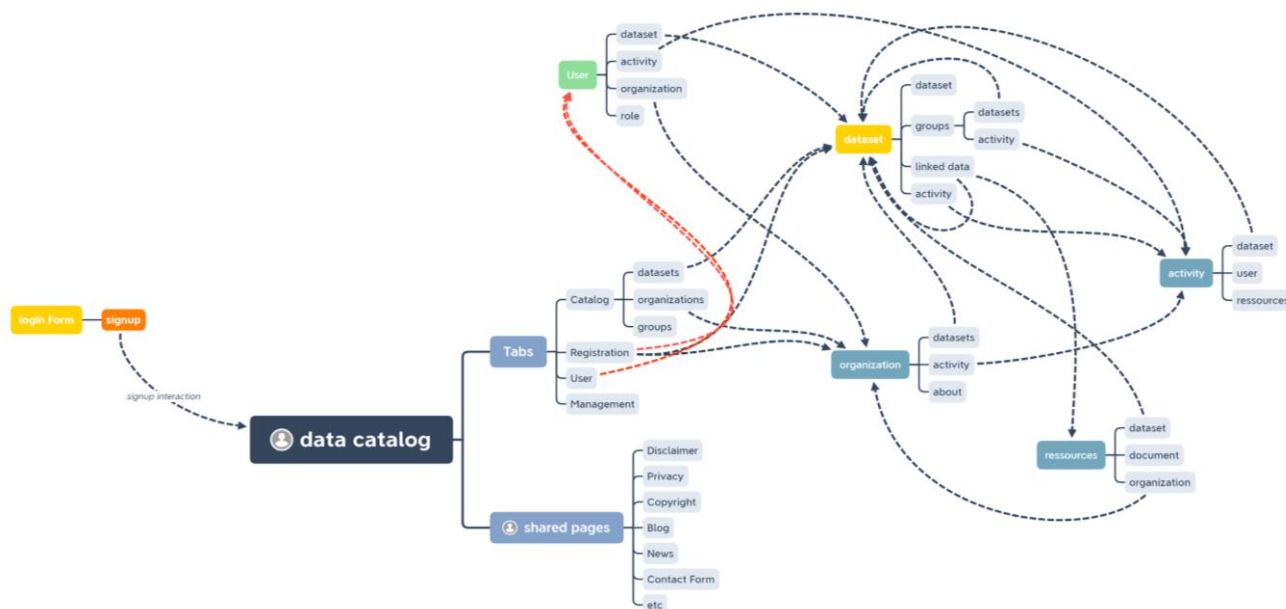 login Form
signup
signup interaction
data catalog
Tabs
Catalog
datasets
organizations
groups
Registration
User
Management
shared pages
Disclaimer
Privacy
Copyright
Blog
News
Contact Form
etc
User
dataset
activity
organization
role
dataset
dataset
groups
datasets
activity
linked data
activity
organization
datasets
activity
about
activity
dataset
user
ressources
ressources
dataset
document
organization